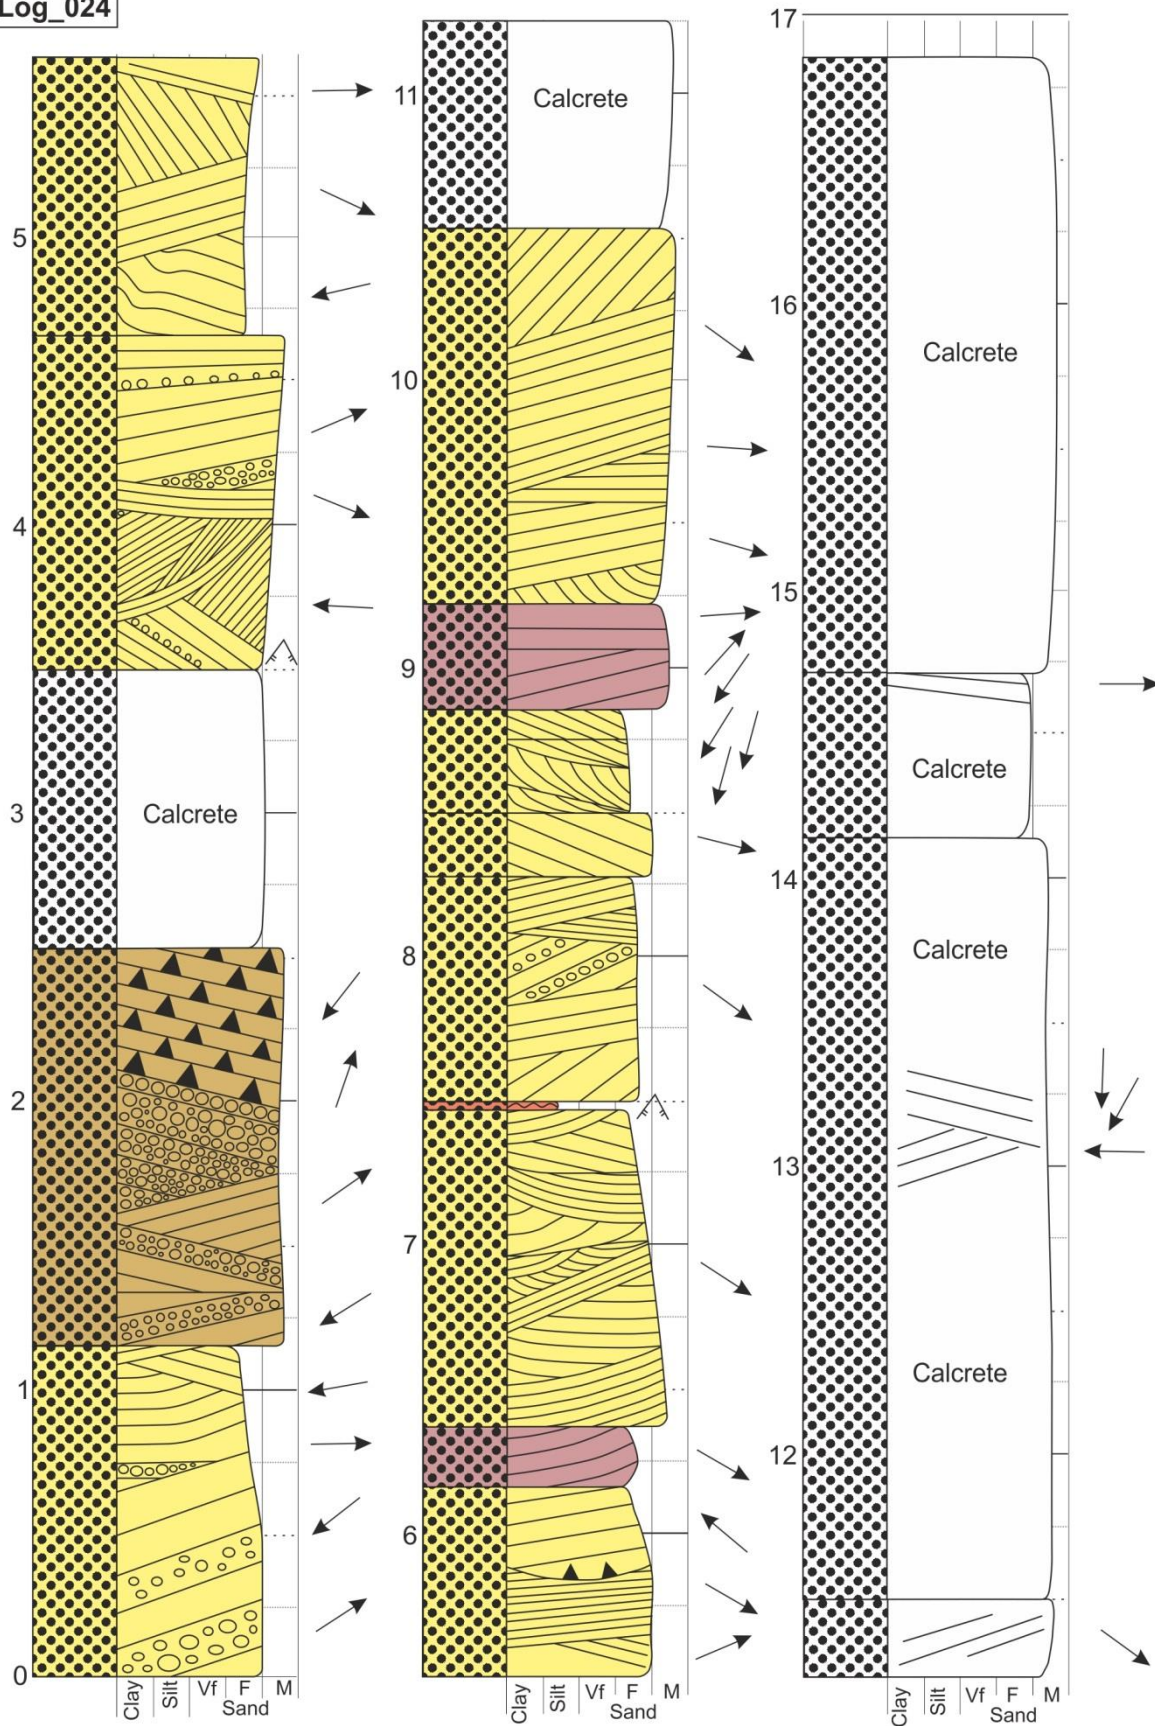 Log_024
5
4
3
2
1
0
Calcrete
Clay
Silt
Vf
F
M
Sand
11
10
9
8
7
6
Calcrete
Clay
Silt
Vf
F
M
Sand
17
16
15
14
13
12
Calcrete
Calcrete
Calcrete
Calcrete
Clay
Silt
Vf
F
M
Sand